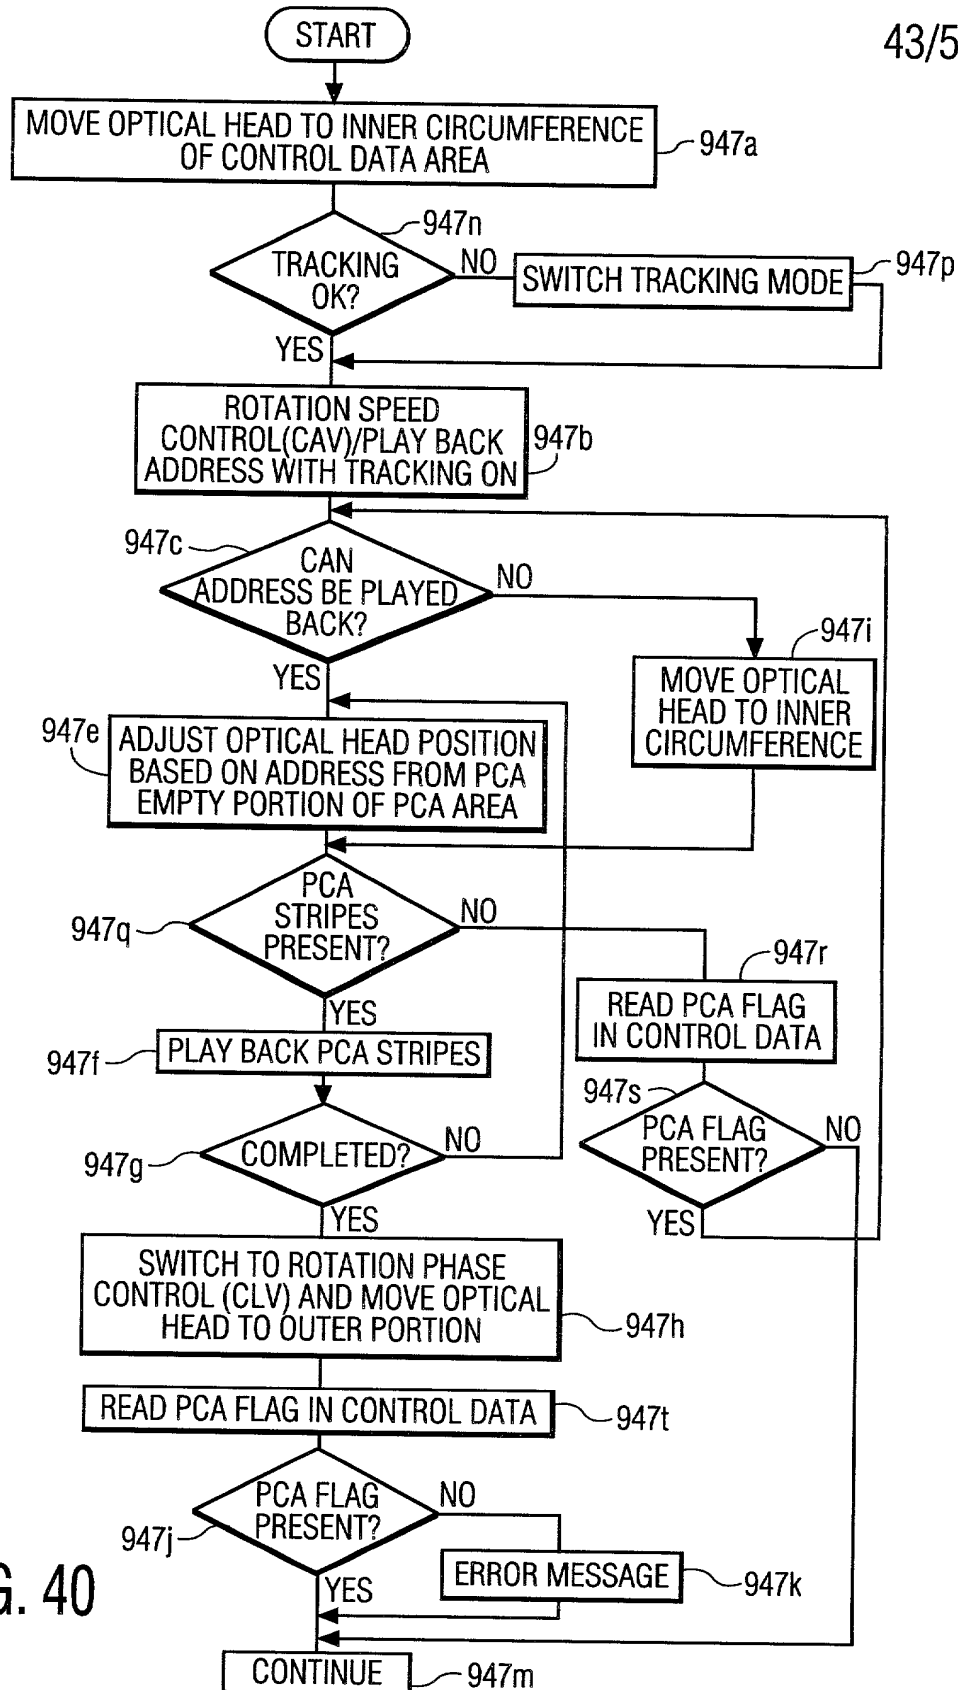 43/5
START
MOVE OPTICAL HEAD TO INNER CIRCUMFERENCE
OF CONTROL DATA AREA
947a
947n
TRACKING
OK?
NO
SWITCH TRACKING MODE
947p
YES
ROTATION SPEED
CONTROL(CAV)/PLAY BACK
ADDRESS WITH TRACKING ON
947b
947c
CAN
ADDRESS BE PLAYED
BACK?
NO
947i
MOVE OPTICAL
HEAD TO INNER
CIRCUMFERENCE
YES
947e
ADJUST OPTICAL HEAD POSITION
BASED ON ADDRESS FROM PCA
EMPTY PORTION OF PCA AREA
PCA
STRIPES
PRESENT?
947q
NO
947r
READ PCA FLAG
IN CONTROL DATA
YES
947f
PLAY BACK PCA STRIPES
947s
PCA FLAG
PRESENT?
NO
YES
COMPLETED?
947g
NO
YES
SWITCH TO ROTATION PHASE
CONTROL (CLV) AND MOVE OPTICAL
HEAD TO OUTER PORTION
947h
READ PCA FLAG IN CONTROL DATA
947t
PCA FLAG
PRESENT?
947j
NO
ERROR MESSAGE
947k
YES
G. 40
CONTINUE
947m